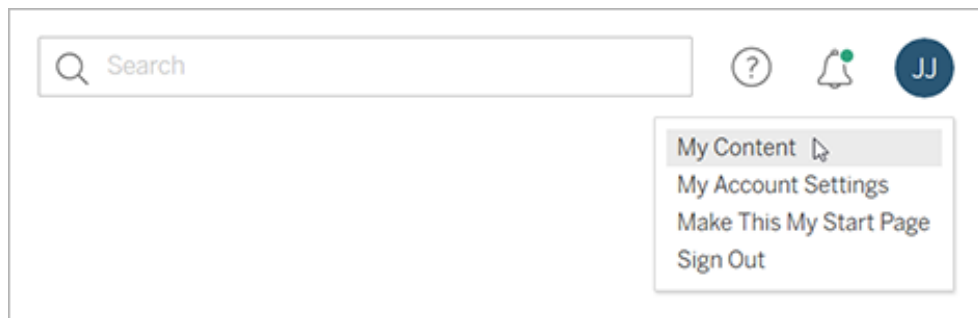 Search
?
JJ
My Content
My Account Settings
Make This My Start Page
Sign Out